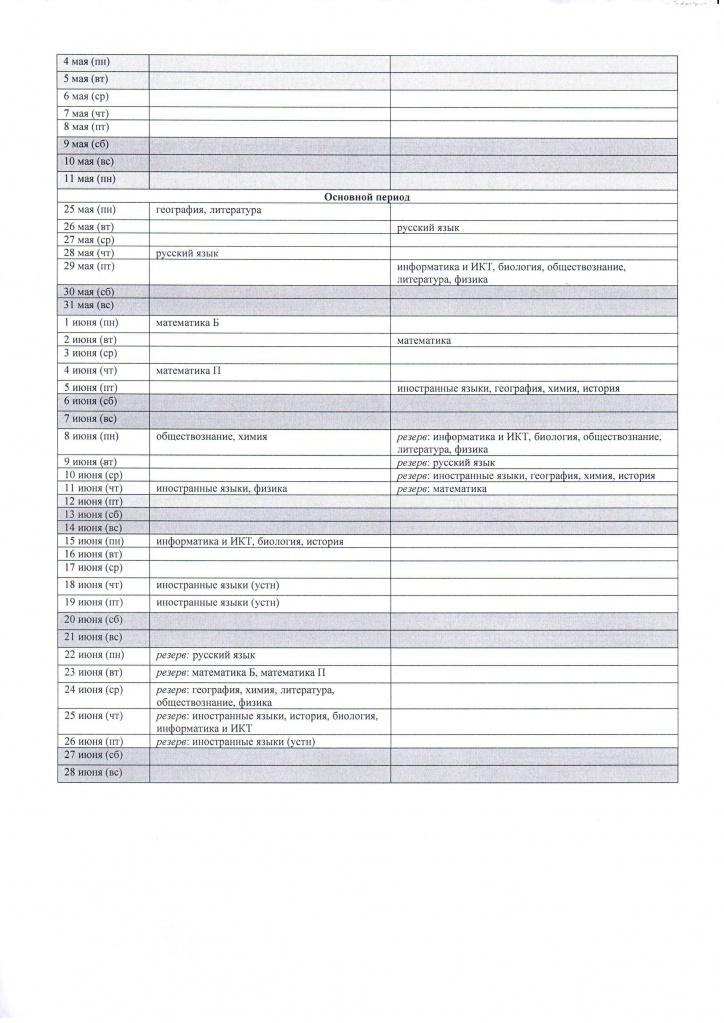 4 мая (пн)
5 мая (вт)
6 мая (ср)
7 мая (чт)
8 мая (пт)
9 мая (сб)
10 мая (вс)
11 мая (пн)
Основной период
25 мая (пн) география, литература
26 мая (вт) русский язык
27 мая (ср)
28 мая (чт) русский язык
29 мая (пт) информатика и ИКТ, биология, обществознание,
литература, физика
30 мая (сб)
31 мая (вс)
1 июня (пн) математика Б
2 июня (вт) математика
3 июня (ср)
4 июня (чт) математика П
5 июня (пт) иностранные языки, география, химия, история
6 июня (сб)
7 июня (вс)
8 июня (пн) обществознание, химия резерв: информатика и ИКТ, биология, обществознание,
литература, физика
9 июня (вт) резерв: русский язык
10 июня (ср) резерв: иностранные языки, география, химия, история
11 июня (чт) иностранные языки, физика резерв: математика
12 июня (пт)
13 июня (сб)
14 июня (вс)
15 июня (пн) информатика и ИКТ, биология, история
16 июня (вт)
17 июня (ср)
18 июня (чт) иностранные языки (устн)
19 июня (пт) иностранные языки (устн)
20 июня (сб)
21 июня (вс)
22 июня (пн) резерв: русский язык
23 июня (вт) резерв: математика Б, математика П
24 июня (ср) резерв: география, химия, литература,
обществознание, физика
25 июня (чт) резерв: иностранные языки, история, биология,
информатика и ИКТ
26 июня (пт) резерв: иностранные языки (устн)
27 июня (сб)
28 июня (вс)